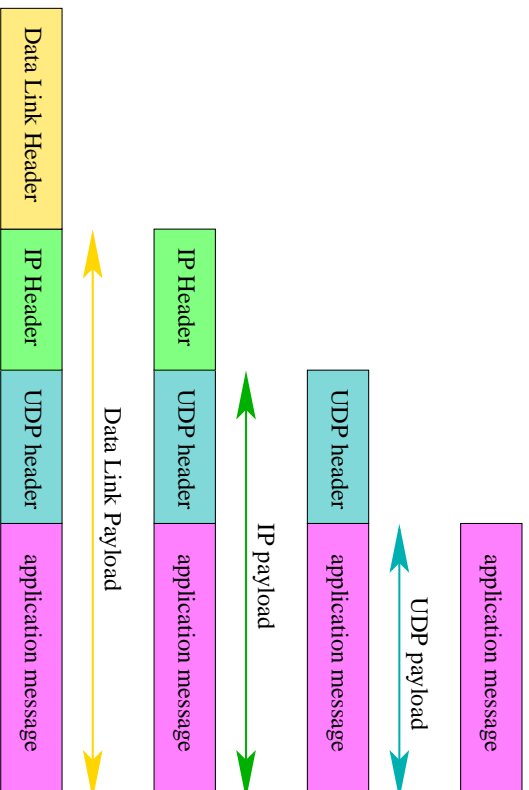 application message
UDP payload
UDP header
application message
IP payload
IP Header
UDP header
application message
Data Link Payload
Data Link Header
IP Header
UDP header
application message